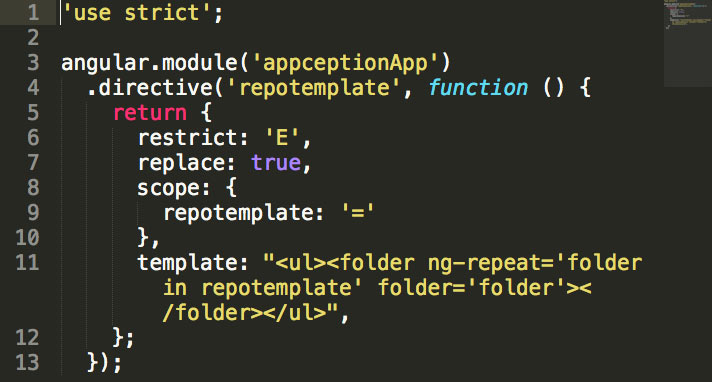 1 'use strict';
2
3 angular.module('appceptionApp')
4   .directive('repotemplate', function () {
5     return {
6       restrict: 'E',
7       replace: true,
8       scope: {
9         repotemplate: '='
10       },
11       template: "<ul><folder ng-repeat='folder
         in repotemplate' folder='folder'><
         /folder></ul>",
12     };
13   });